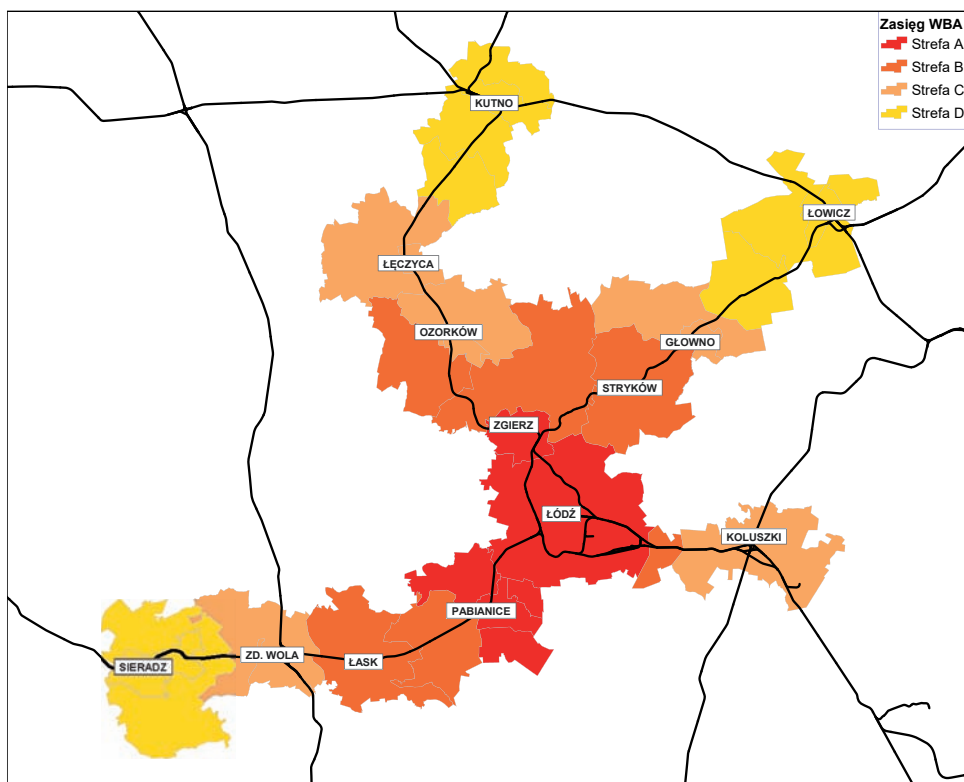 Zasięg WBA
Strefa A
Strefa B
Strefa C
Strefa D
KUTNO
ŁOWICZ
ŁĘCZYCA
OZORKÓW
GŁOWNO
STRYKÓW
ZGIERZ
ŁÓDŹ
KOLUSZKI
PABIANICE
ZD. WOLA
ŁASK
SIERADZ